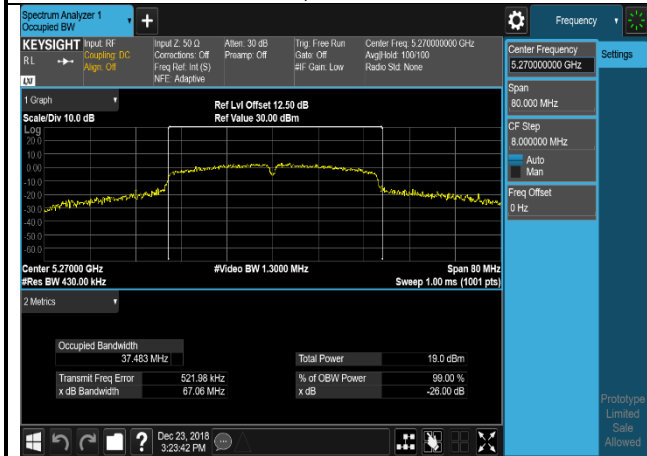 Spectrum Analyzer 1
Occupied BW
+
Frequency
KEYSIGHT
RL
LXI
Input: RF
Coupling: DC
Align: Off
Input Z: 50 Ω
Corrections: Off
Freq Ref: Int (S)
NFE: Adaptive
Atten: 30 dB
Preamp: Off
Trig: Free Run
Gate: Off
#IF Gain: Low
Center Freq: 5.270000000 GHz
Avg|Hold: 100/100
Radio Std: None
Center Frequency
5.270000000 GHz
Settings
Span
80.000 MHz
CF Step
8.000000 MHz
Auto
Man
Freq Offset
0 Hz
1 Graph
Scale/Div 10.0 dB
Ref Lvl Offset 12.50 dB
Ref Value 30.00 dBm
Log
20.0
10.0
0.00
-10.0
-20.0
-30.0
-40.0
-50.0
-60.0
Center 5.27000 GHz
#Res BW 430.00 kHz
#Video BW 1.3000 MHz
Span 80 MHz
Sweep 1.00 ms (1001 pts)
2 Metrics
Occupied Bandwidth
37.483 MHz
Transmit Freq Error 521.98 kHz
x dB Bandwidth 67.06 MHz
Total Power 19.0 dBm
% of OBW Power 99.00 %
x dB -26.00 dB
Prototype
Limited
Sale
Allowed
?
Dec 23, 2018
3:23:42 PM